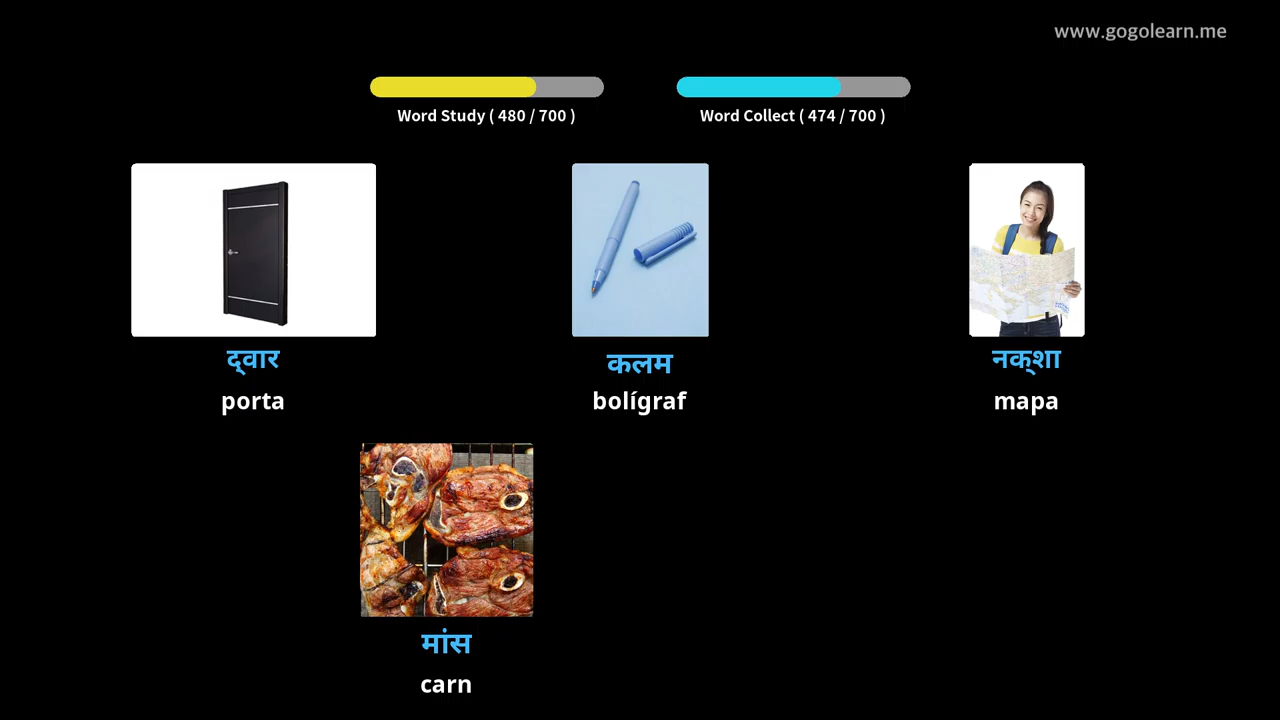 www.gogolearn.me
Word Study ( 480 / 700 )
Word Collect ( 474 / 700 )
द्वार
कलम
नक्शा
porta
bolígraf
mapa
मांस
carn